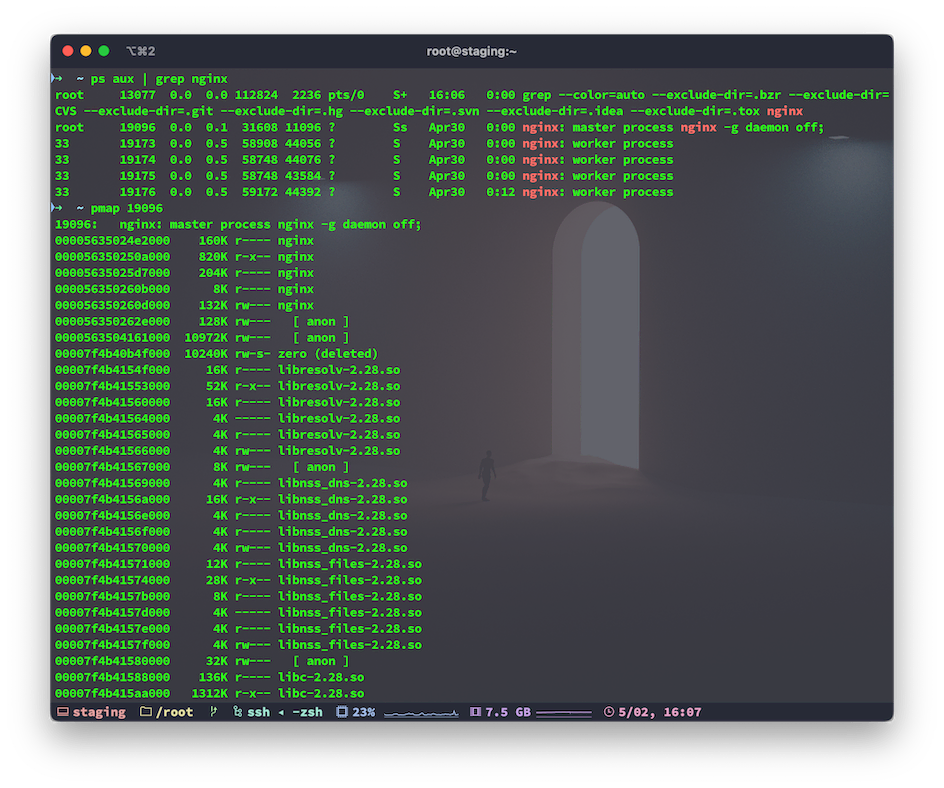 ⌥⌘2
root@staging:~
→ ~ ps aux | grep nginx
root     13077  0.0  0.0 112824  2236 pts/0    S+   16:06   0:00 grep --color=auto --exclude-dir=.bzr --exclude-dir=
CVS --exclude-dir=.git --exclude-dir=.hg --exclude-dir=.svn --exclude-dir=.idea --exclude-dir=.tox nginx
root     19096  0.0  0.1  31608 11096 ?        Ss   Apr30   0:00 nginx: master process nginx -g daemon off;
33       19173  0.0  0.5  58908 44056 ?        S    Apr30   0:00 nginx: worker process
33       19174  0.0  0.5  58748 44076 ?        S    Apr30   0:00 nginx: worker process
33       19175  0.0  0.5  58748 43584 ?        S    Apr30   0:00 nginx: worker process
33       19176  0.0  0.5  59172 44392 ?        S    Apr30   0:12 nginx: worker process
→ ~ pmap 19096
19096:   nginx: master process nginx -g daemon off;
00005635024e2000    160K r---- nginx
000056350250a000    820K r-x-- nginx
00005635025d7000    204K r---- nginx
000056350260b000      8K r---- nginx
000056350260d000    132K rw--- nginx
000056350262e000    128K rw---   [ anon ]
0000563504161000  10972K rw---   [ anon ]
00007f4b40b4f000  10240K rw-s- zero (deleted)
00007f4b4154f000     16K r---- libresolv-2.28.so
00007f4b41553000     52K r-x-- libresolv-2.28.so
00007f4b41560000     16K r---- libresolv-2.28.so
00007f4b41564000      4K ----- libresolv-2.28.so
00007f4b41565000      4K r---- libresolv-2.28.so
00007f4b41566000      4K rw--- libresolv-2.28.so
00007f4b41567000      8K rw---   [ anon ]
00007f4b41569000      4K r---- libnss_dns-2.28.so
00007f4b4156a000     16K r-x-- libnss_dns-2.28.so
00007f4b4156e000      4K r---- libnss_dns-2.28.so
00007f4b4156f000      4K r---- libnss_dns-2.28.so
00007f4b41570000      4K rw--- libnss_dns-2.28.so
00007f4b41571000     12K r---- libnss_files-2.28.so
00007f4b41574000     28K r-x-- libnss_files-2.28.so
00007f4b4157b000      8K r---- libnss_files-2.28.so
00007f4b4157d000      4K ----- libnss_files-2.28.so
00007f4b4157e000      4K r---- libnss_files-2.28.so
00007f4b4157f000      4K rw--- libnss_files-2.28.so
00007f4b41580000     32K rw---   [ anon ]
00007f4b41588000    136K r---- libc-2.28.so
00007f4b415aa000   1312K r-x-- libc-2.28.so
staging /root ssh ◂ -zsh 23% 7.5 GB 5/02, 16:07